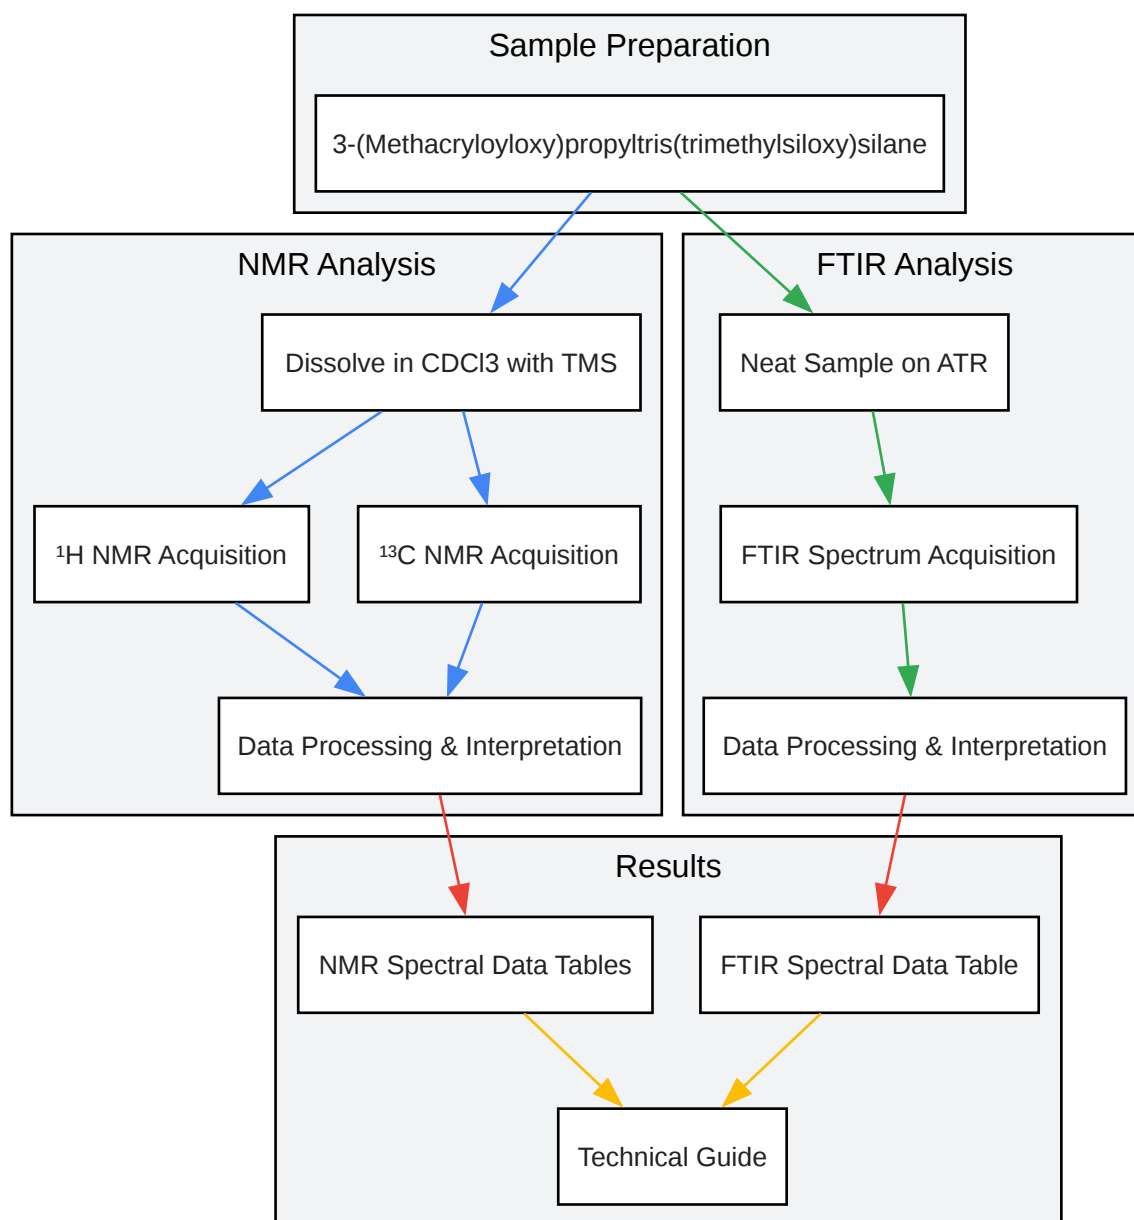 Sample Preparation
3-(Methacryloyloxy)propyltris(trimethylsiloxy)silane
NMR Analysis
Dissolve in CDCl3 with TMS
¹H NMR Acquisition
¹³C NMR Acquisition
Data Processing & Interpretation
FTIR Analysis
Neat Sample on ATR
FTIR Spectrum Acquisition
Data Processing & Interpretation
Results
NMR Spectral Data Tables
FTIR Spectral Data Table
Technical Guide